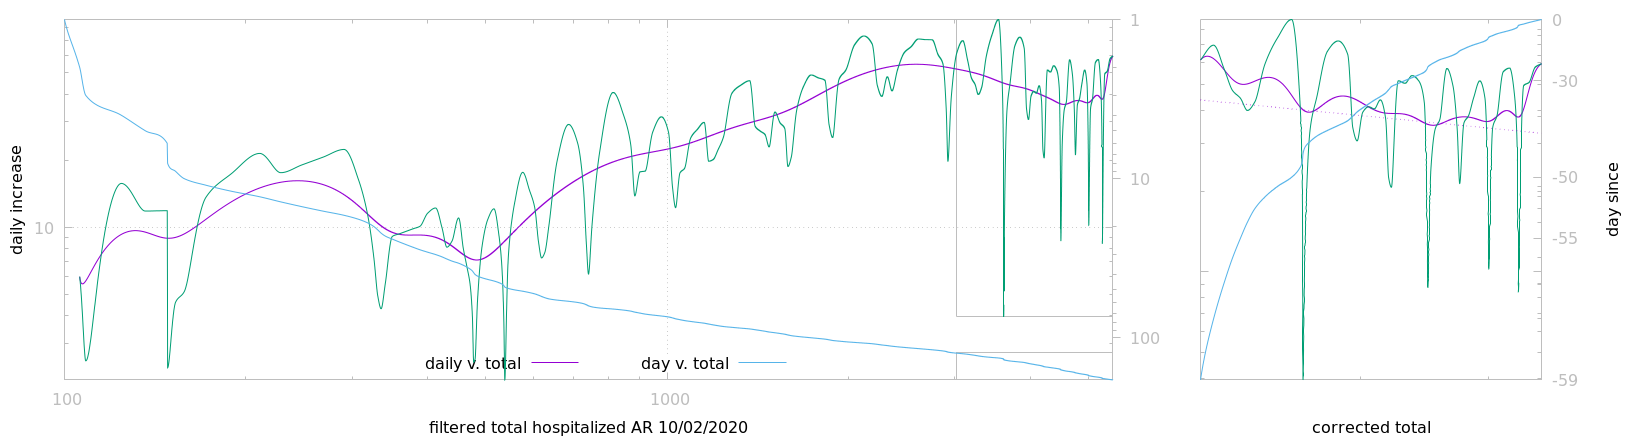 1
0
-30
daily increase
10
10
-50
day since
-55
daily v. total
day v. total
100
-59
100
1000
filtered total hospitalized AR 10/02/2020
corrected total